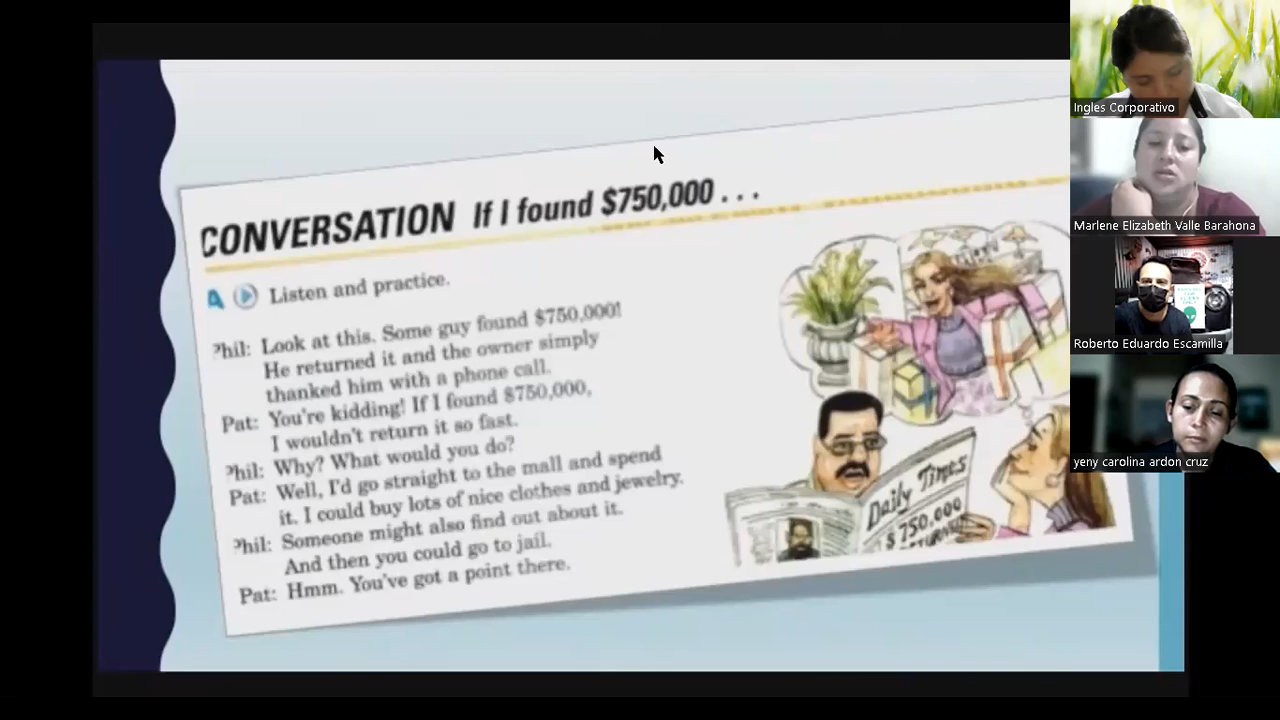 CONVERSATION If I found $750,000 . . .
A Listen and practice.
Phil: Look at this. Some guy found $750,000!
He returned it and the owner simply
thanked him with a phone call.
Pat: You're kidding! If I found $750,000,
I wouldn't return it so fast.
Phil: Why? What would you do?
Pat: Well, I'd go straight to the mall and spend
it. I could buy lots of nice clothes and jewelry.
Phil: Someone might also find out about it.
And then you could go to jail.
Pat: Hmm. You've got a point there.
Daily Times
$750,000
Ingles Corporativo
Marlene Elizabeth Valle Barahona
Roberto Eduardo Escamilla
yeny carolina ardon cruz